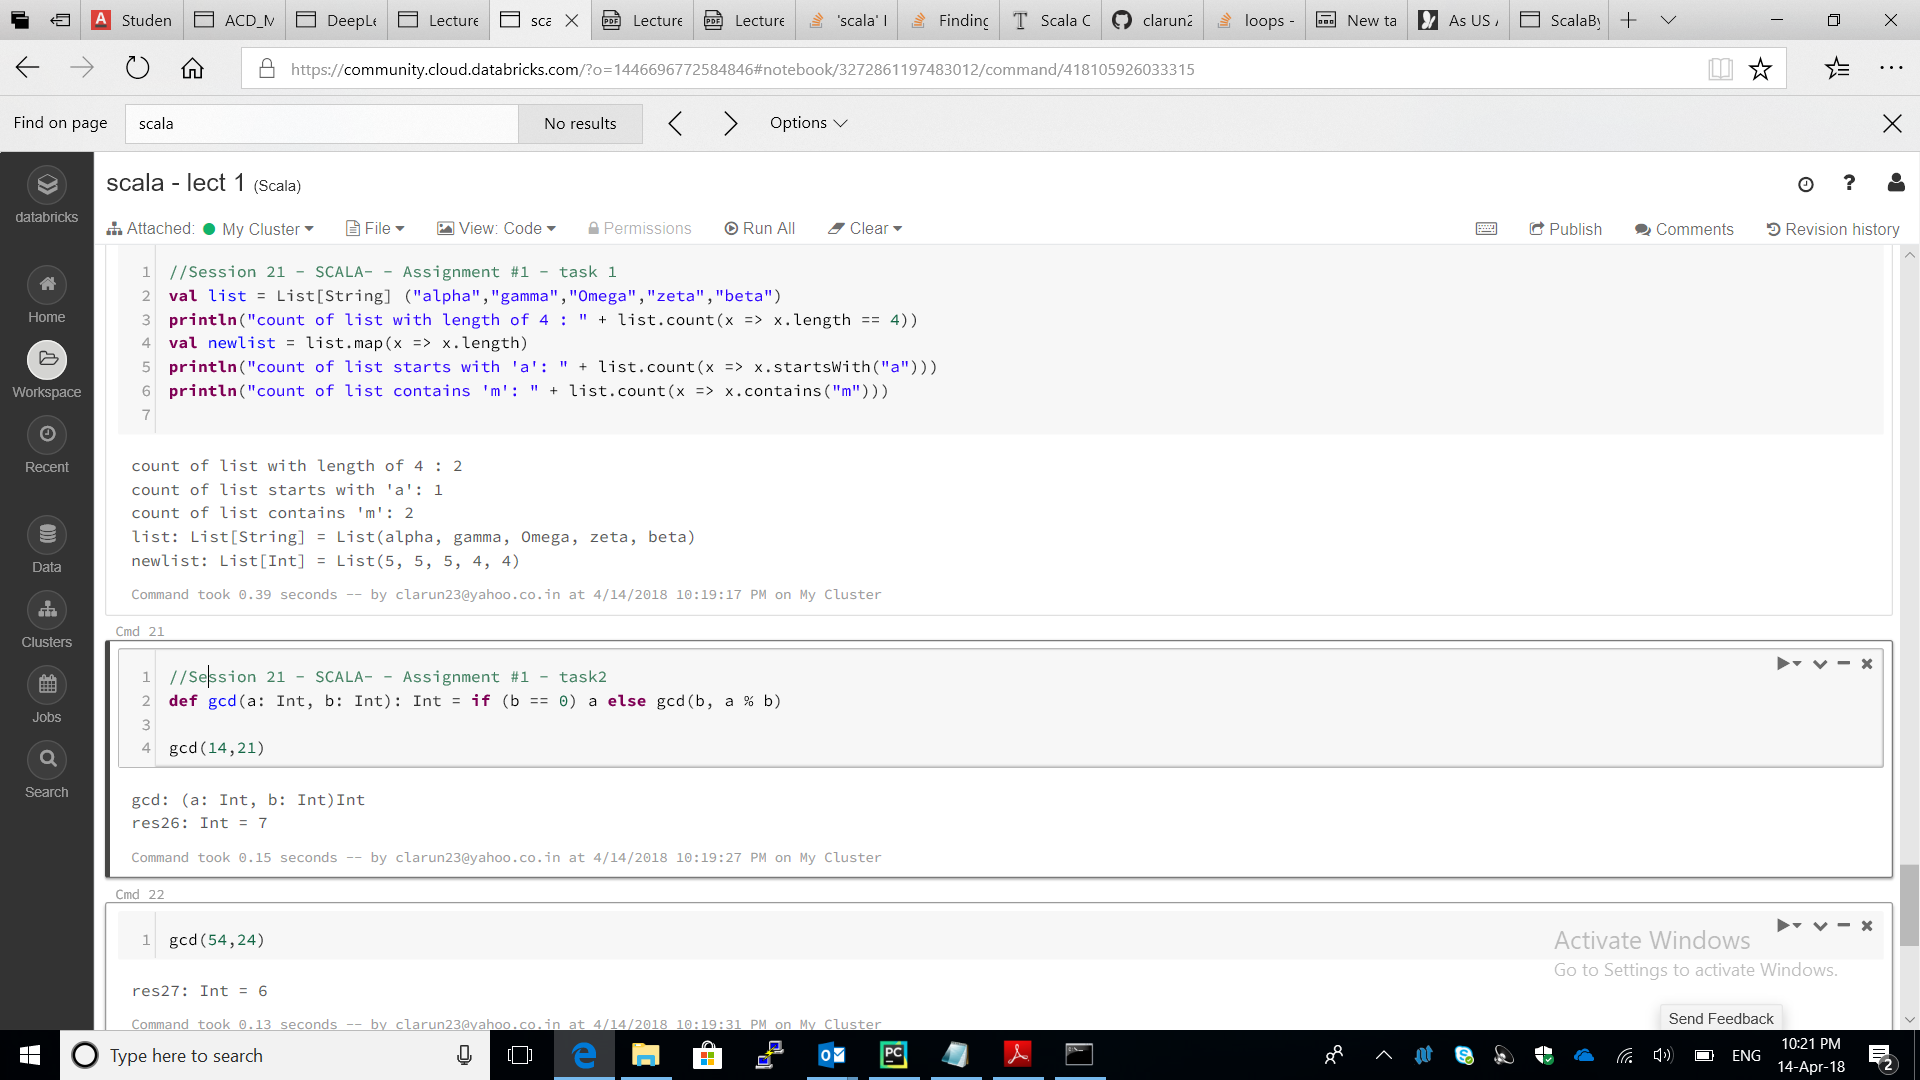 Studen
ACD_M
DeepLe
Lecture
sca
Lecture
Lecture
'scala' I
Finding
Scala C
clarun2
loops -
New ta
As US A
ScalaBy
https://community.cloud.databricks.com/?o=1446696772584846#notebook/3272861197483012/command/418105926033315
Find on page
scala
No results
Options
scala - lect 1 (Scala)
databricks
Attached: My Cluster
File
View: Code
Permissions
Run All
Clear
Publish
Comments
Revision history
Home
Workspace
Recent
Data
Clusters
Jobs
Search
1 //Session 21 - SCALA- - Assignment #1 - task 1
2 val list = List[String] ("alpha","gamma","Omega","zeta","beta")
3 println("count of list with length of 4 : " + list.count(x => x.length == 4))
4 val newlist = list.map(x => x.length)
5 println("count of list starts with 'a': " + list.count(x => x.startsWith("a")))
6 println("count of list contains 'm': " + list.count(x => x.contains("m")))
7
count of list with length of 4 : 2
count of list starts with 'a': 1
count of list contains 'm': 2
list: List[String] = List(alpha, gamma, Omega, zeta, beta)
newlist: List[Int] = List(5, 5, 5, 4, 4)
Command took 0.39 seconds -- by clarun23@yahoo.co.in at 4/14/2018 10:19:17 PM on My Cluster
Cmd 21
1 //Session 21 - SCALA- - Assignment #1 - task2
2 def gcd(a: Int, b: Int): Int = if (b == 0) a else gcd(b, a % b)
3
4 gcd(14,21)
gcd: (a: Int, b: Int)Int
res26: Int = 7
Command took 0.15 seconds -- by clarun23@yahoo.co.in at 4/14/2018 10:19:27 PM on My Cluster
Cmd 22
1 gcd(54,24)
res27: Int = 6
Command took 0.13 seconds -- by clarun23@yahoo.co.in at 4/14/2018 10:19:31 PM on My Cluster
Activate Windows
Go to Settings to activate Windows.
Send Feedback
Type here to search
ENG
10:21 PM
14-Apr-18
2